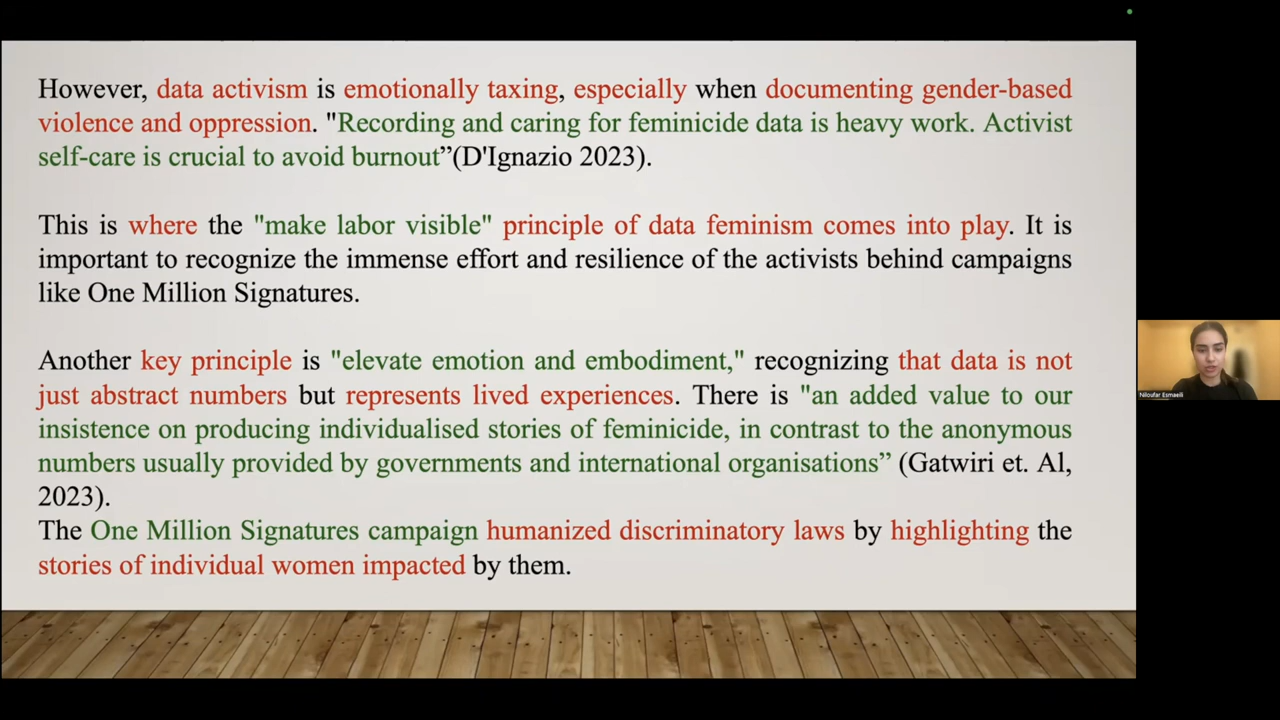 However, data activism is emotionally taxing, especially when documenting gender-based
violence and oppression. "Recording and caring for feminicide data is heavy work. Activist
self-care is crucial to avoid burnout”(D'Ignazio 2023).
This is where the "make labor visible" principle of data feminism comes into play. It is
important to recognize the immense effort and resilience of the activists behind campaigns
like One Million Signatures.
Another key principle is "elevate emotion and embodiment," recognizing that data is not
just abstract numbers but represents lived experiences. There is "an added value to our
insistence on producing individualised stories of feminicide, in contrast to the anonymous
numbers usually provided by governments and international organisations” (Gatwiri et. Al,
2023).
The One Million Signatures campaign humanized discriminatory laws by highlighting the
stories of individual women impacted by them.
Niloufar Esmaeili